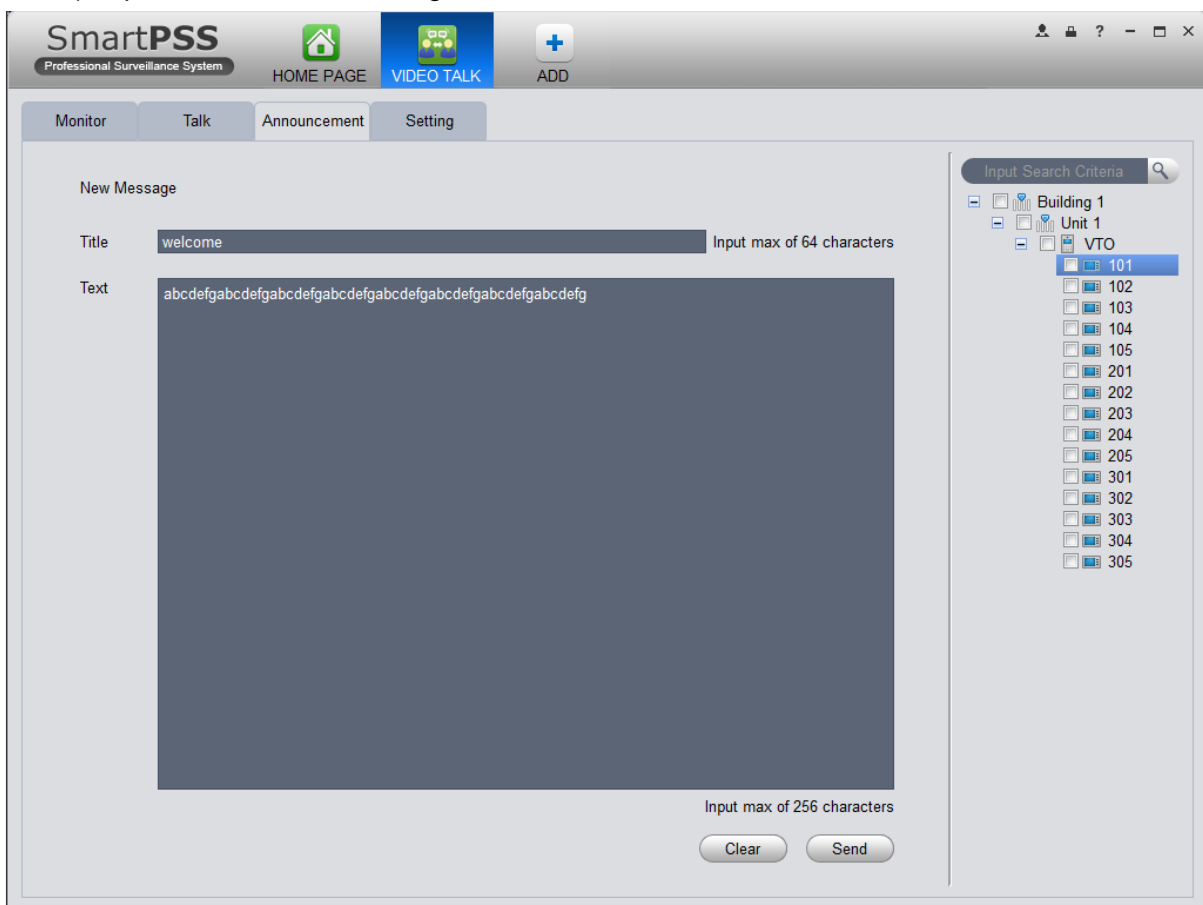 SmartPSS
Professional Surveillance System
HOME PAGE
VIDEO TALK
ADD
Monitor
Talk
Announcement
Setting
New Message
Title
welcome
Input max of 64 characters
Text
abcdefgabcdefgabcdefgabcdefgabcdefgabcdefgabcdefgabcdefg
Input max of 256 characters
Clear
Send
Input Search Criteria
Building 1
Unit 1
VTO
101
102
103
104
105
201
202
203
204
205
301
302
303
304
305